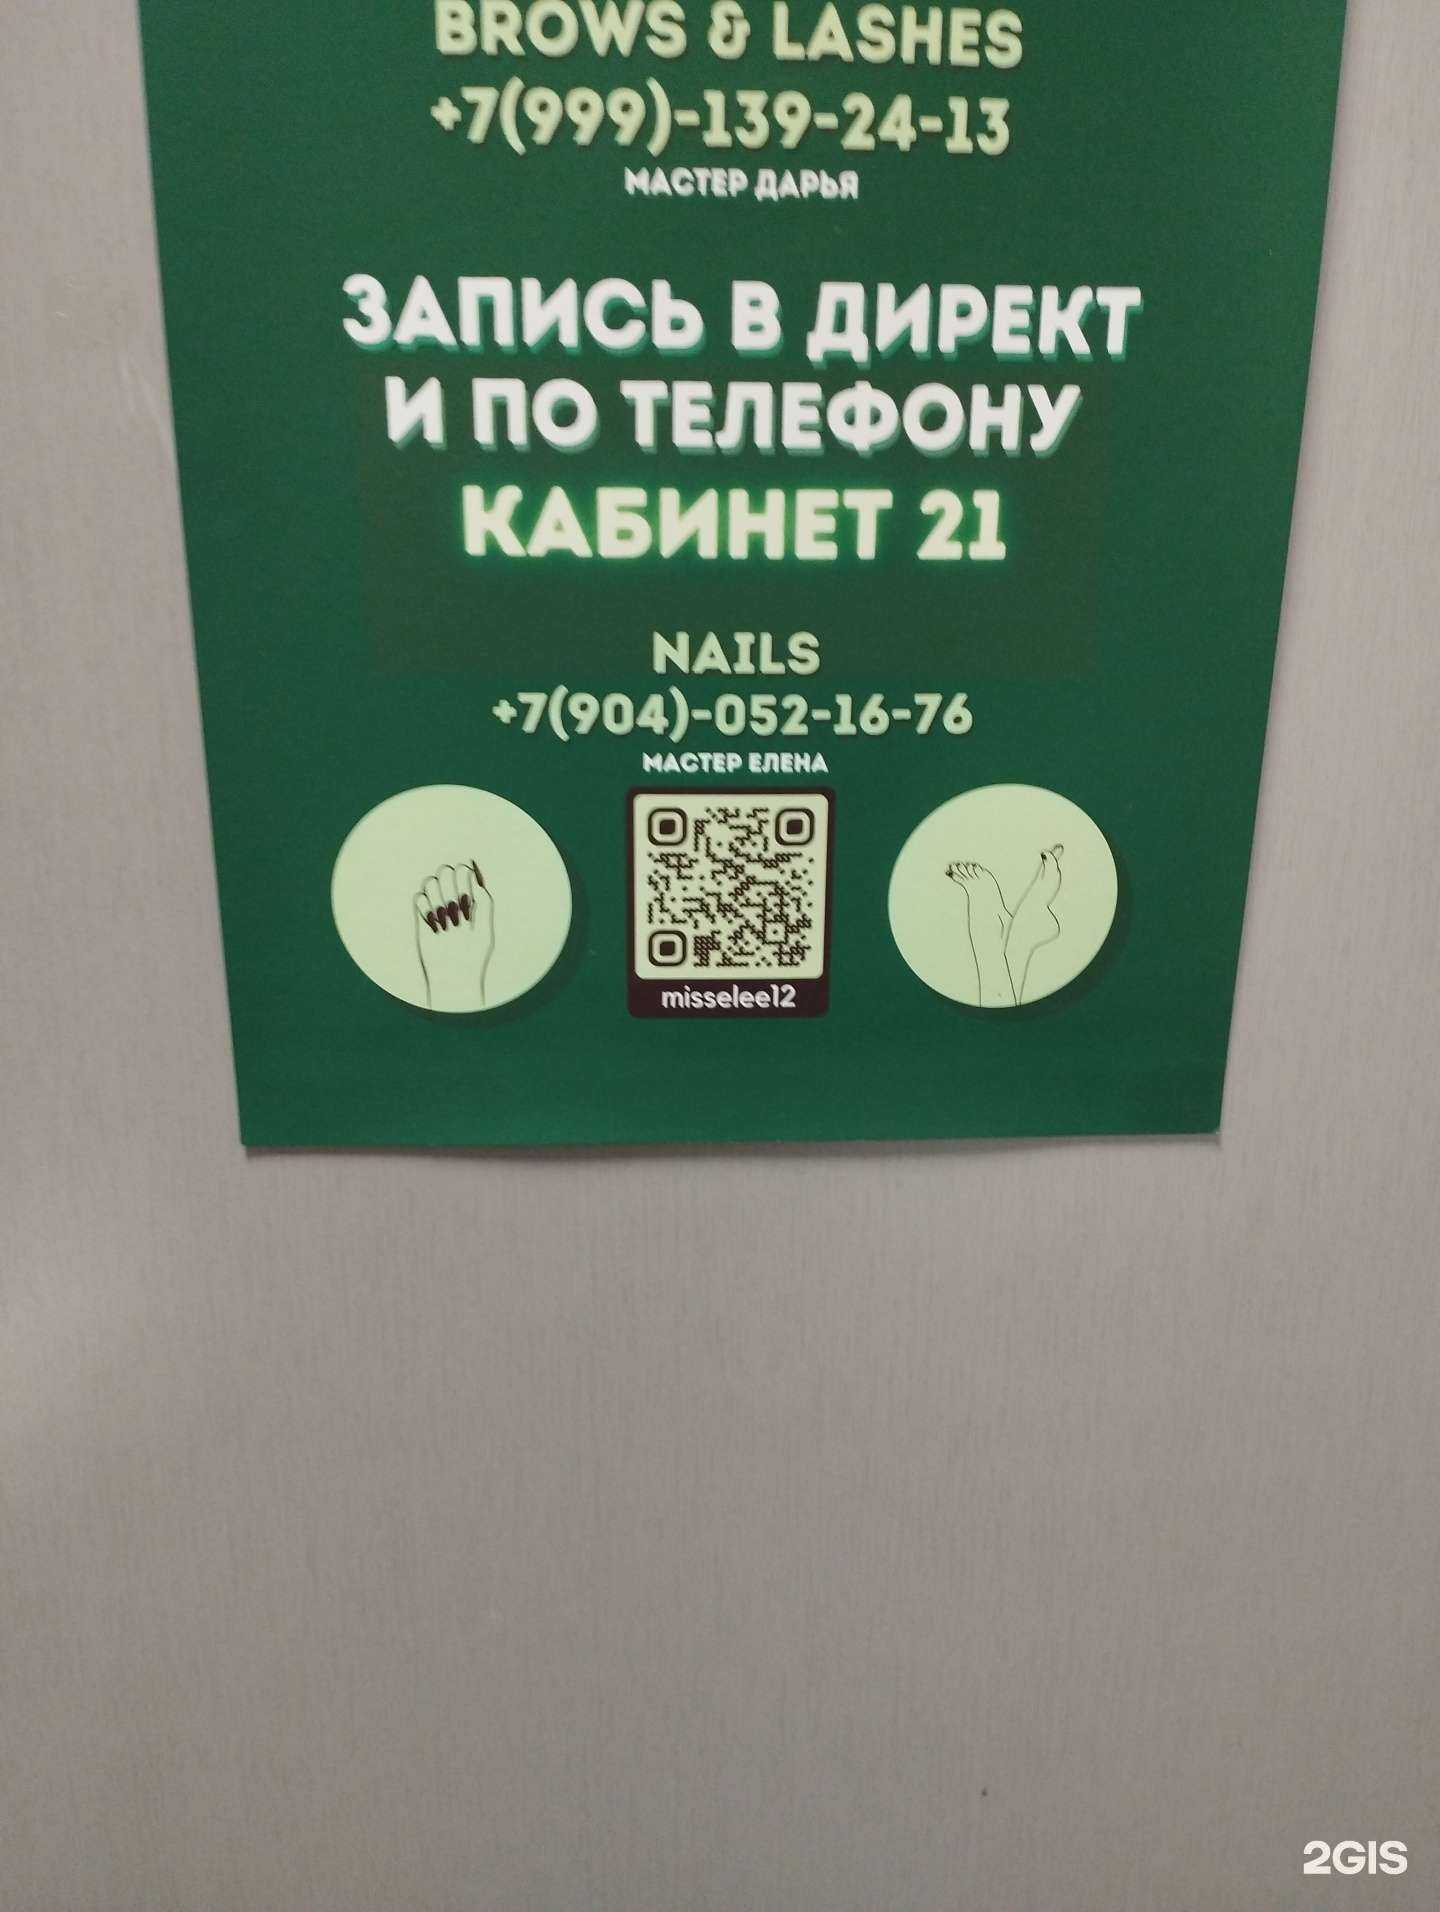 BROWS & LASHES
+7(999)-139-24-13
МАСТЕР ДАРЬЯ
ЗАПИСЬ В ДИРЕКТ
И ПО ТЕЛЕФОНУ
КАБИНЕТ 21
NAILS
+7(904)-052-16-76
МАСТЕР ЕЛЕНА
misselee12
2GIS